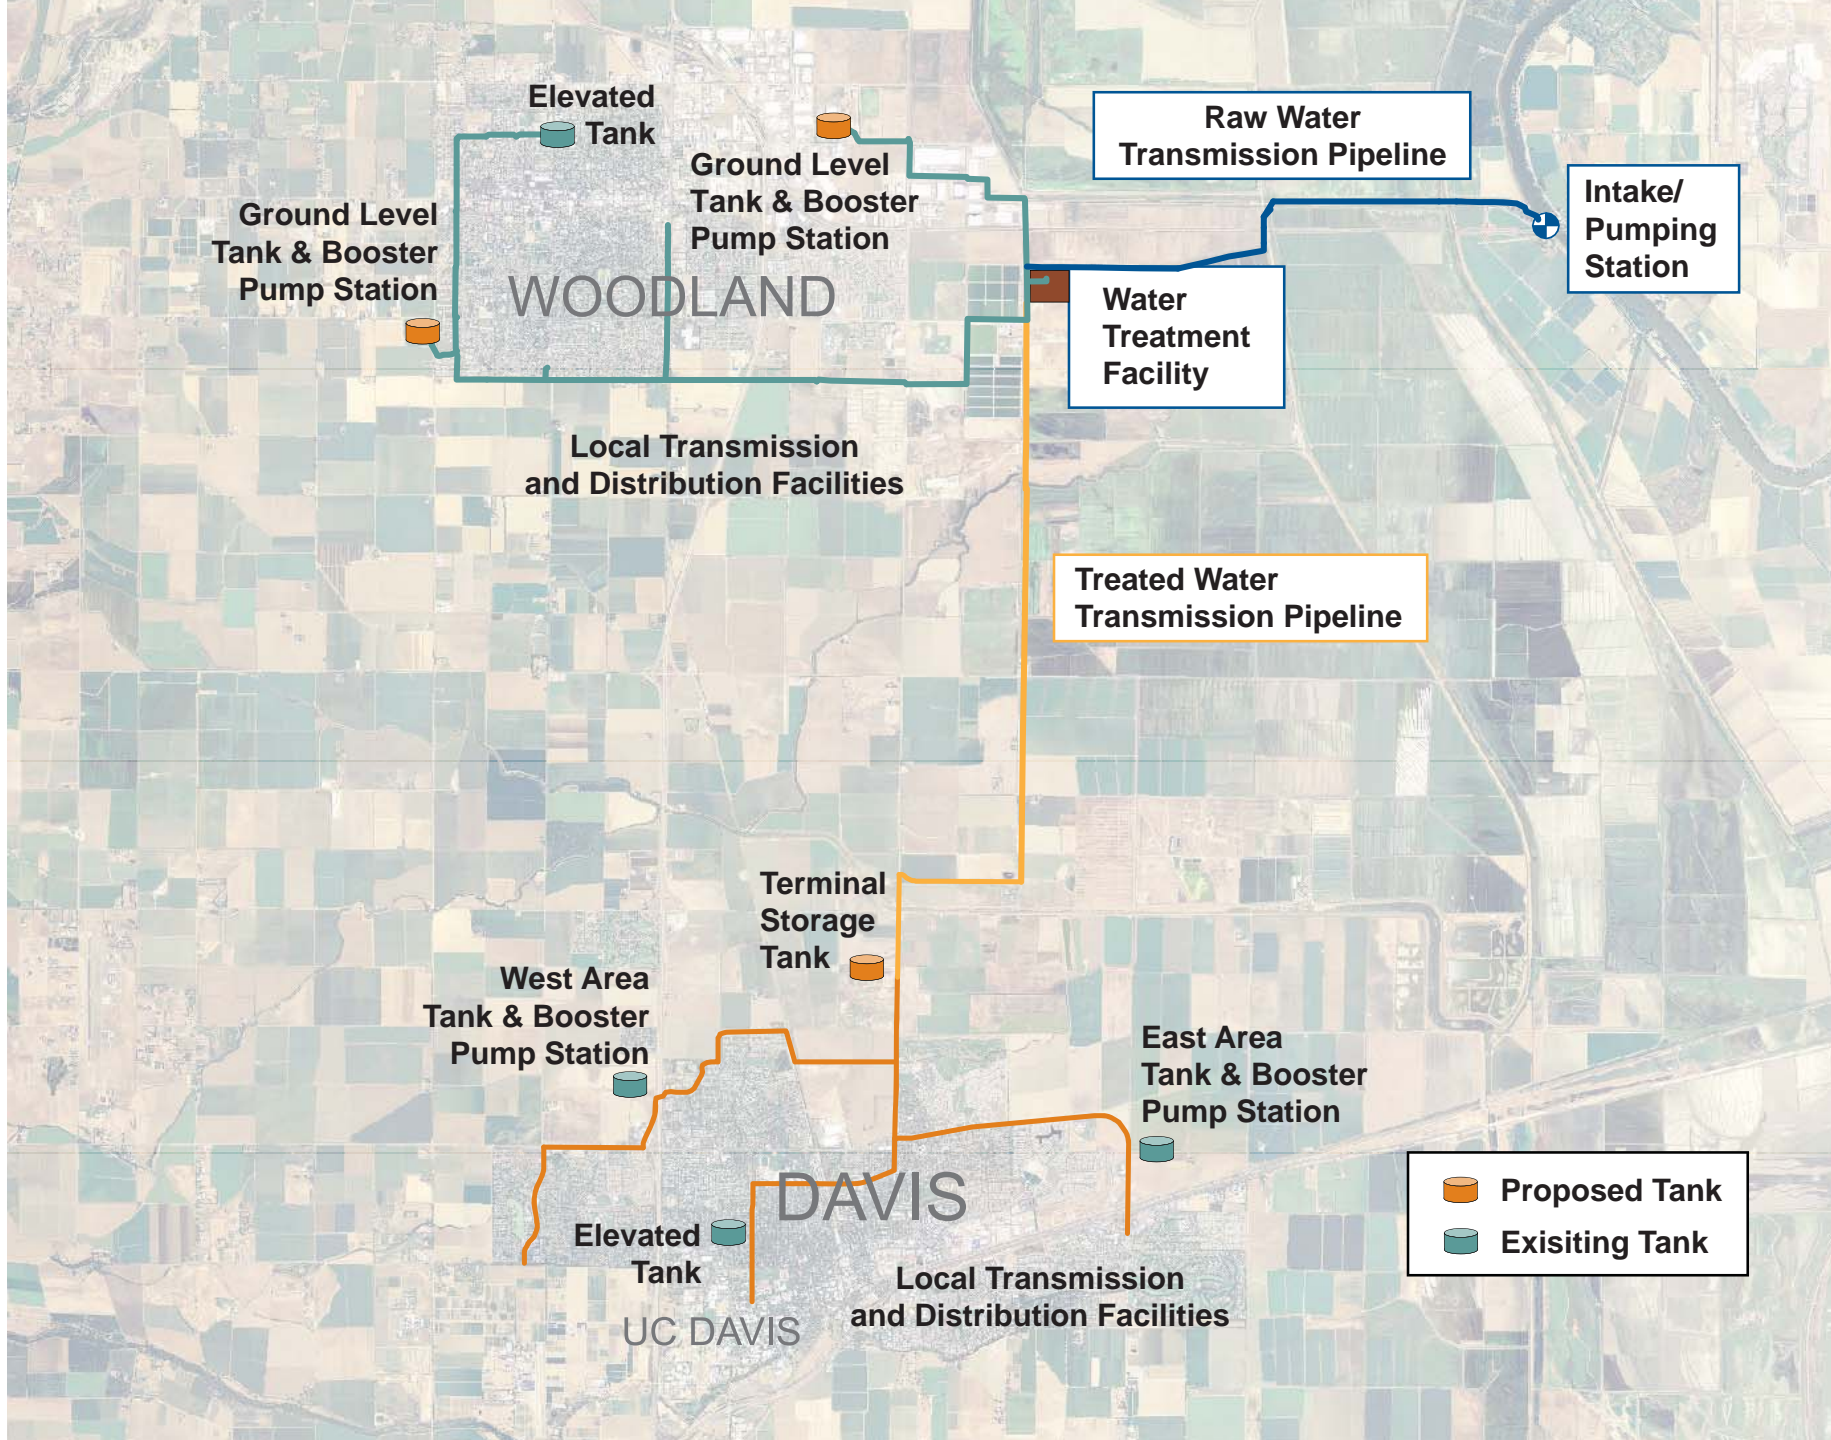 Elevated
Tank
Ground Level
Tank & Booster
Pump Station
Ground Level
Tank & Booster
Pump Station
WOODLAND
Raw Water
Transmission Pipeline
Intake/
Pumping
Station
Water
Treatment
Facility
Local Transmission
and Distribution Facilities
Treated Water
Transmission Pipeline
Terminal
Storage
Tank
West Area
Tank & Booster
Pump Station
East Area
Tank & Booster
Pump Station
DAVIS
Elevated
Tank
UC DAVIS
Local Transmission
and Distribution Facilities
Proposed Tank
Exisiting Tank